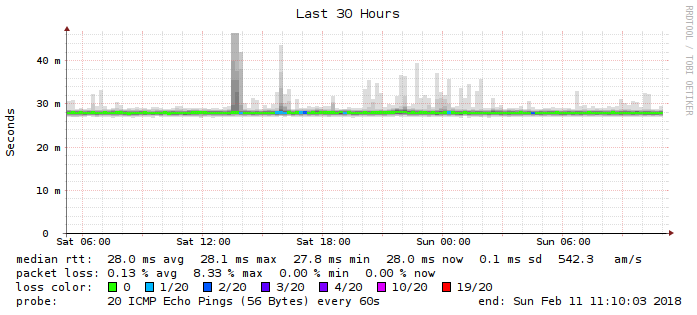 Last 30 Hours
RRDTOOL / TOBI OETIKER
Seconds
40 m
30 m
20 m
10 m
0
Sat 06:00 Sat 12:00 Sat 18:00 Sun 00:00 Sun 06:00
median rtt: 28.0 ms avg 28.1 ms max 27.8 ms min 28.0 ms now 0.1 ms sd 542.3 am/s
packet loss: 0.13 % avg 8.33 % max 0.00 % min 0.00 % now
loss color: 0 1/20 2/20 3/20 4/20 10/20 19/20
probe: 20 ICMP Echo Pings (56 Bytes) every 60s end: Sun Feb 11 11:10:03 2018